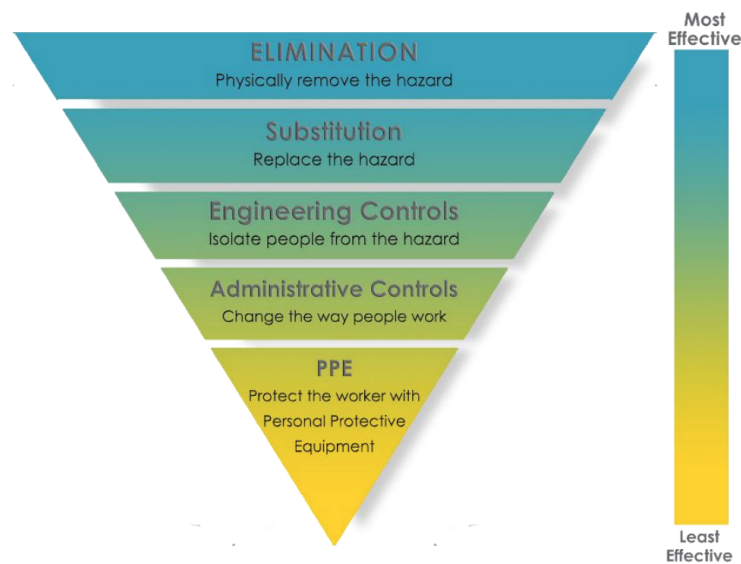 Most
Effective
ELIMINATION
Physically remove the hazard
Substitution
Replace the hazard
Engineering Controls
Isolate people from the hazard
Administrative Controls
Change the way people work
PPE
Protect the worker with
Personal Protective
Equipment
Least
Effective